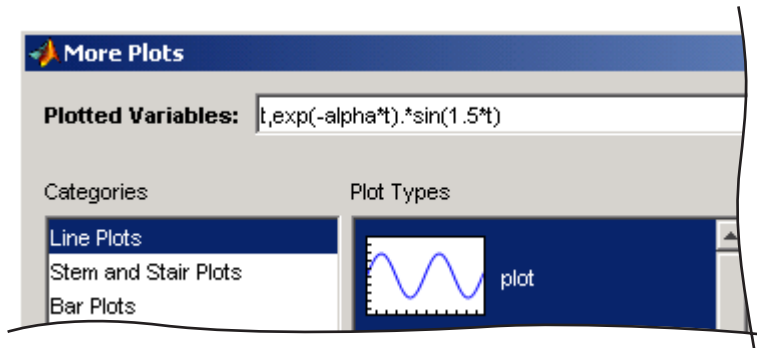 More Plots
Plotted Variables: t,exp(-alpha*t).*sin(1.5*t)
Categories
Plot Types
Line Plots
Stem and Stair Plots
Bar Plots
plot